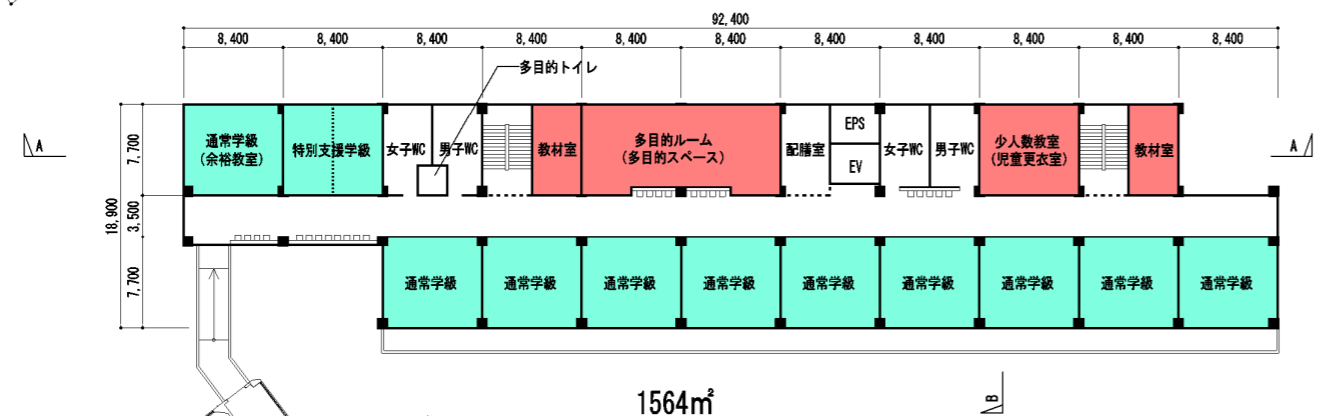 92,400
8,400
8,400
8,400
8,400
8,400
8,400
8,400
8,400
8,400
8,400
8,400
多目的トイレ
A
A
18,900
7,700
3,500
7,700
通常学級
(余裕教室)
特別支援学級
女子WC
男子WC
教材室
多目的ルーム
(多目的スペース)
配膳室
EPS
EV
女子WC
男子WC
少人数教室
(児童更衣室)
教材室
通常学級
通常学級
通常学級
通常学級
通常学級
通常学級
通常学級
通常学級
通常学級
1564㎡
B